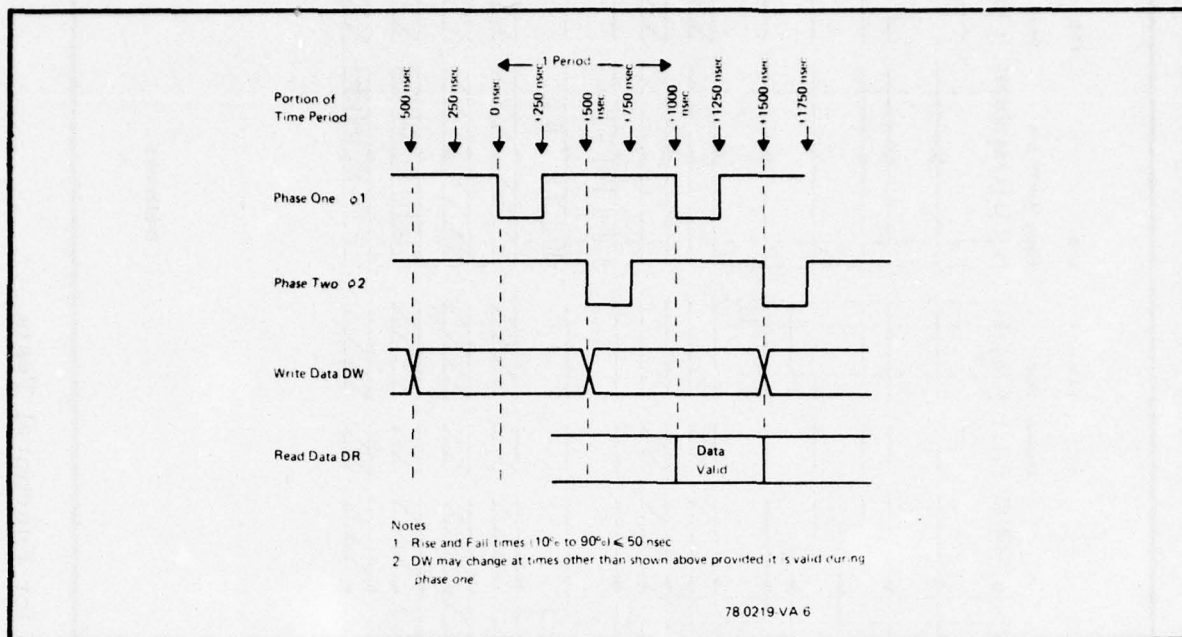 1 Period
500 nsec
250 nsec
0 nsec
+250 nsec
+500 nsec
+750 nsec
+1000 nsec
+1250 nsec
+1500 nsec
+1750 nsec
Portion of
Time Period
Phase One φ1
Phase Two φ2
Write Data DW
Read Data DR
Data
Valid
Notes
1 Rise and Fall times (10% to 90%) ⩽ 50 nsec
2 DW may change at times other than shown above provided it is valid during
phase one
78 0219 VA 6